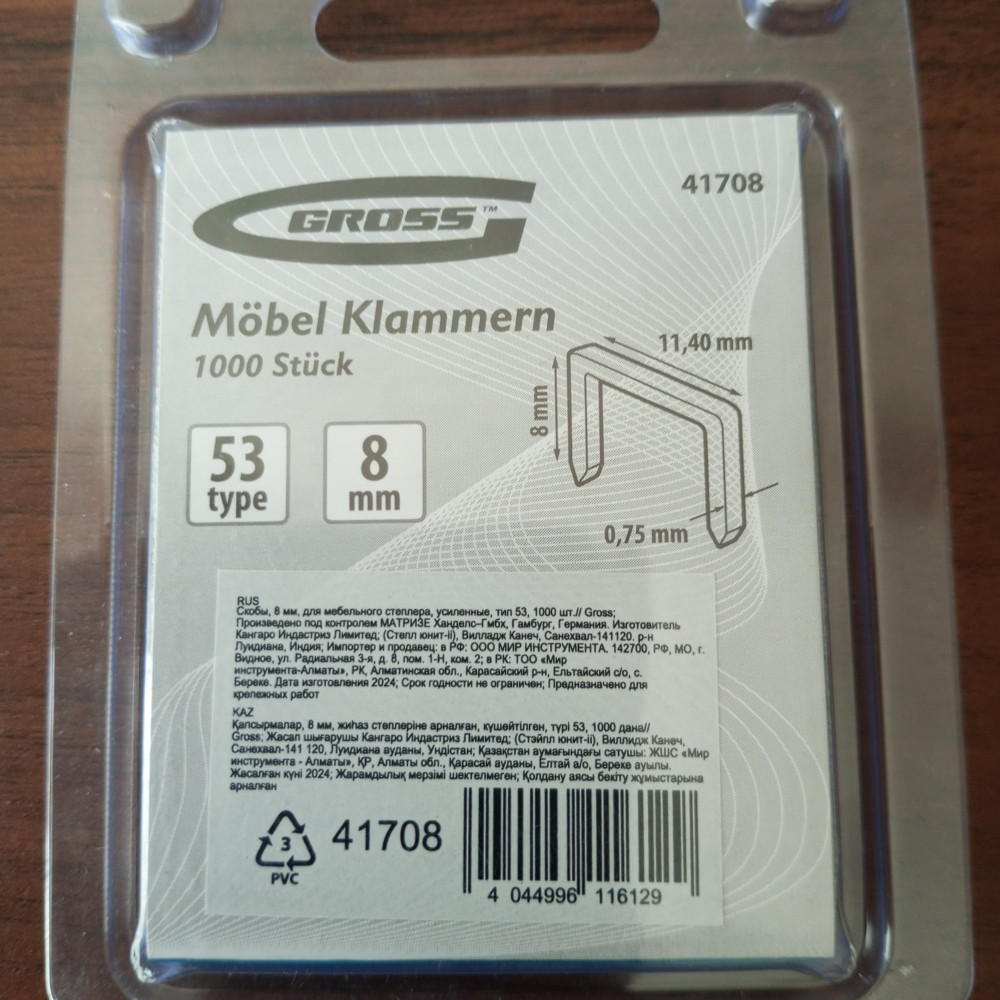 41708
GROSS™
Möbel Klammern
1000 Stück
11,40 mm
8 mm
0,75 mm
53
type
8
mm
RUS
Скобы, 8 мм, для мебельного степлера, усиленные, тип 53, 1000 шт.// Gross;
Произведено под контролем МАТРИЗЕ Ханделс-Гмбх, Гамбург, Германия. Изготовитель
Кангаро Индастриз Лимитед; (Степл юнит-ii), Вилладж Канеч, Санехвал-141120. р-н
Луидиана, Индия; Импортер и продавец: в РФ: ООО МИР ИНСТРУМЕНТА. 142700, РФ, МО, г.
Видное, ул. Радиальная 3-я, д. 8, пом. 1-Н, ком. 2; в РК: ТОО «Мир
инструмента-Алматы», РК, Алматинская обл., Карасайский р-н, Ельтайский с/о, с.
Береке. Дата изготовления 2024; Срок годности не ограничен; Предназначено для
крепежных работ
KAZ
Қапсырмалар, 8 мм, жиһаз степлеріне арналған, күшейтілген, түрі 53, 1000 дана//
Gross; Жасап шығарушы Кангаро Индастриз Лимитед; (Стэйпл юнит-ii), Виллидж Канеч,
Санехвал-141 120, Луидиана ауданы, Үндістан; Қазақстан аумағындағы сатушы: ЖШС «Мир
инструмента - Алматы», ҚР, Алматы обл., Қарасай ауданы, Елтай а/о, Береке ауылы.
Жасалған күні 2024; Жарамдылық мерзімі шектелмеген; Қолдану аясы бекіту жұмыстарына
арналған
3
PVC
41708
4 044996 116129